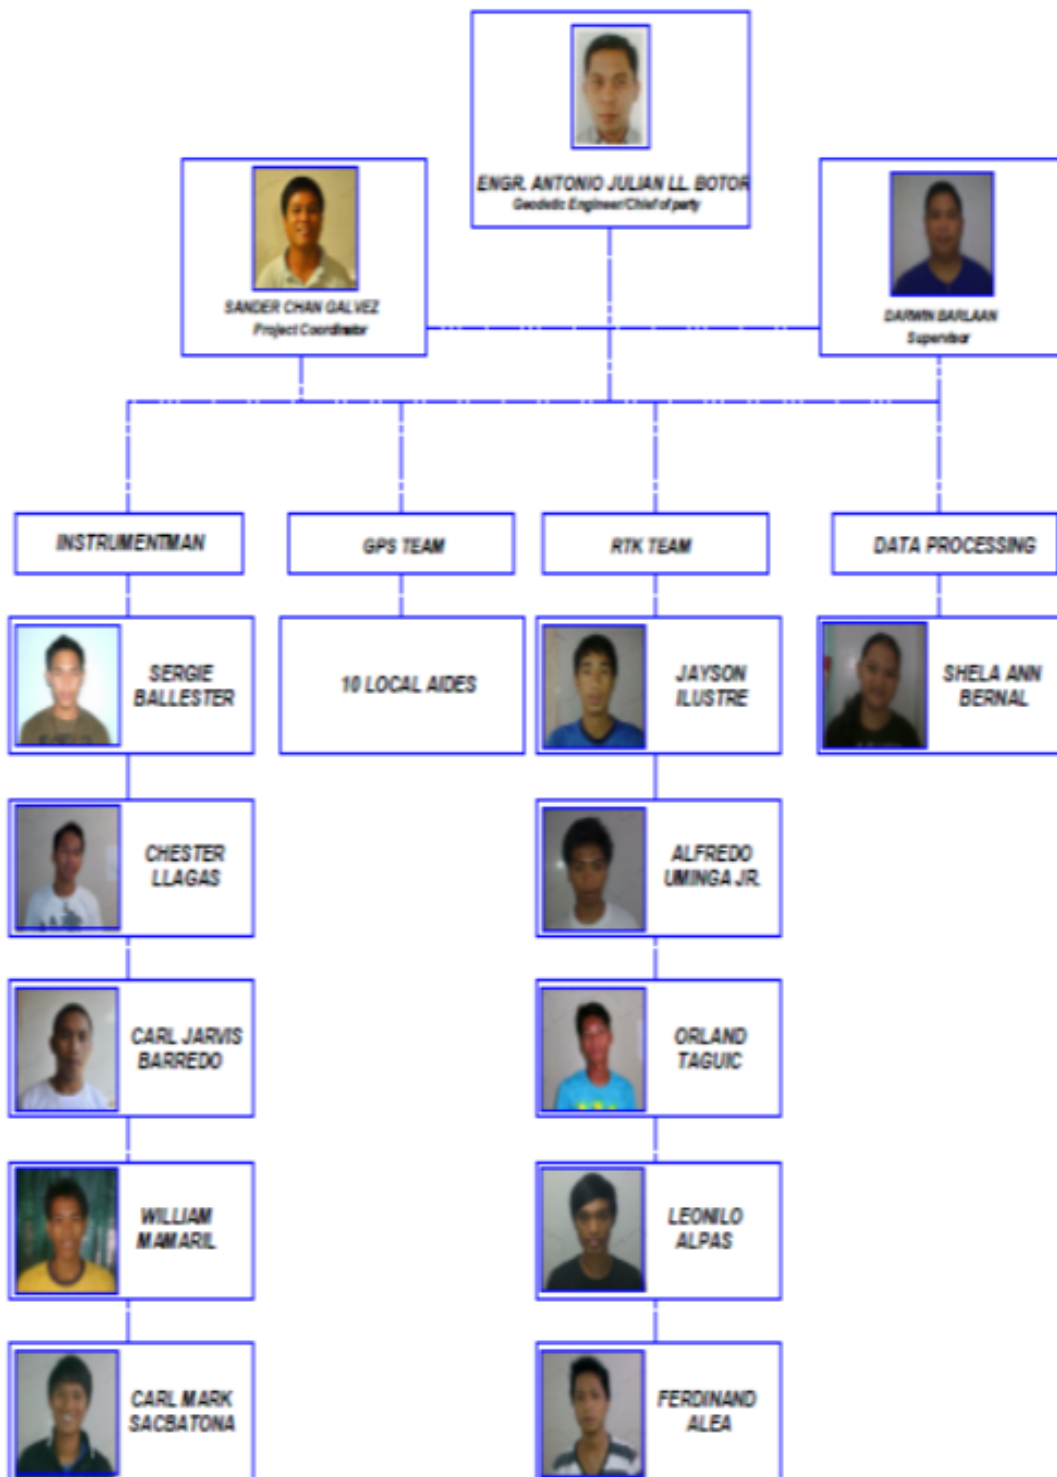 ENGR. ANTONIO JULIAN LL. BOTOR
Geodetic Engineer/Chief of party
SANDER CHAN GALVEZ
Project Coordinator
DARWIN BARLAAN
Supervisor
INSTRUMENTMAN
GPS TEAM
RTK TEAM
DATA PROCESSING
SERGIE
BALLESTER
10 LOCAL AIDES
JAYSON
ILUSTRE
SHELA ANN
BERNAL
CHESTER
LLAGAS
ALFREDO
UMINGA JR.
CARL JARVIS
BARREDO
ORLAND
TAGUIC
WILLIAM
MAMARIL
LEONILO
ALPAS
CARL MARK
SACBATONA
FERDINAND
ALEA